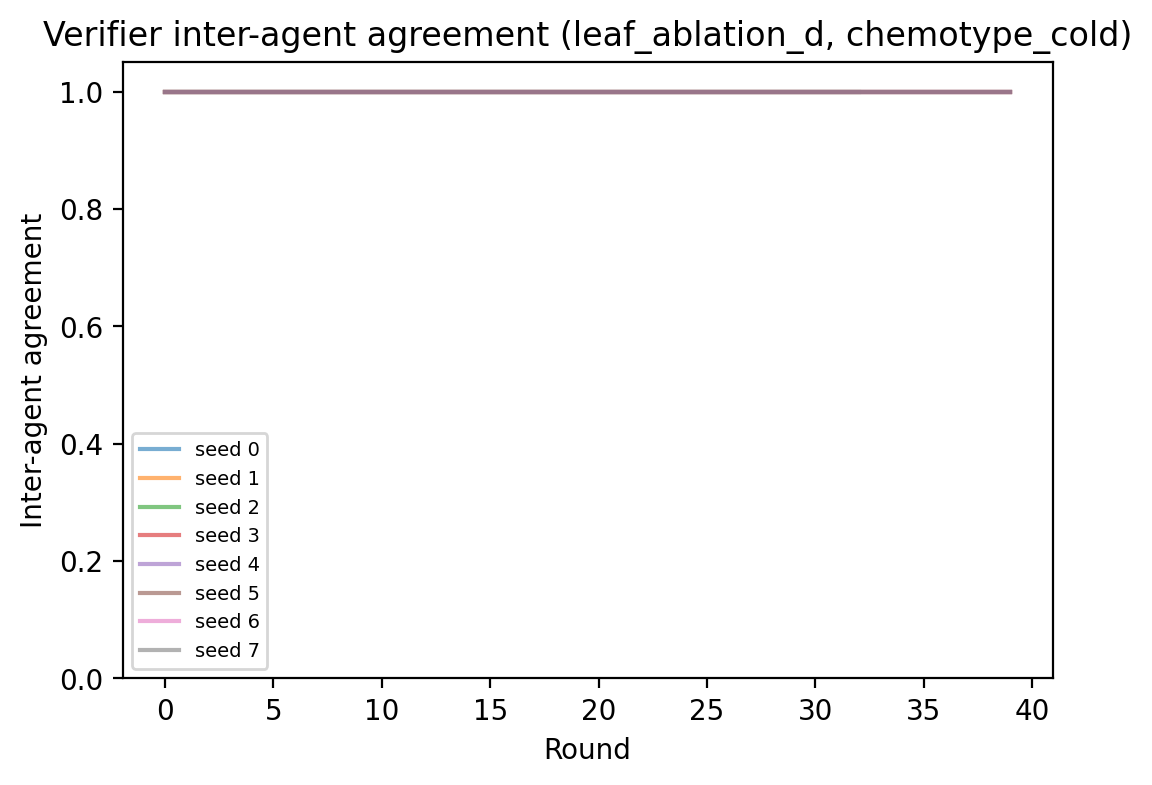 Verifier inter-agent agreement (leaf_ablation_d, chemotype_cold)
Inter-agent agreement
1.0
0.8
0.6
0.4
0.2
0.0
seed 0
seed 1
seed 2
seed 3
seed 4
seed 5
seed 6
seed 7
0 5 10 15 20 25 30 35 40
Round